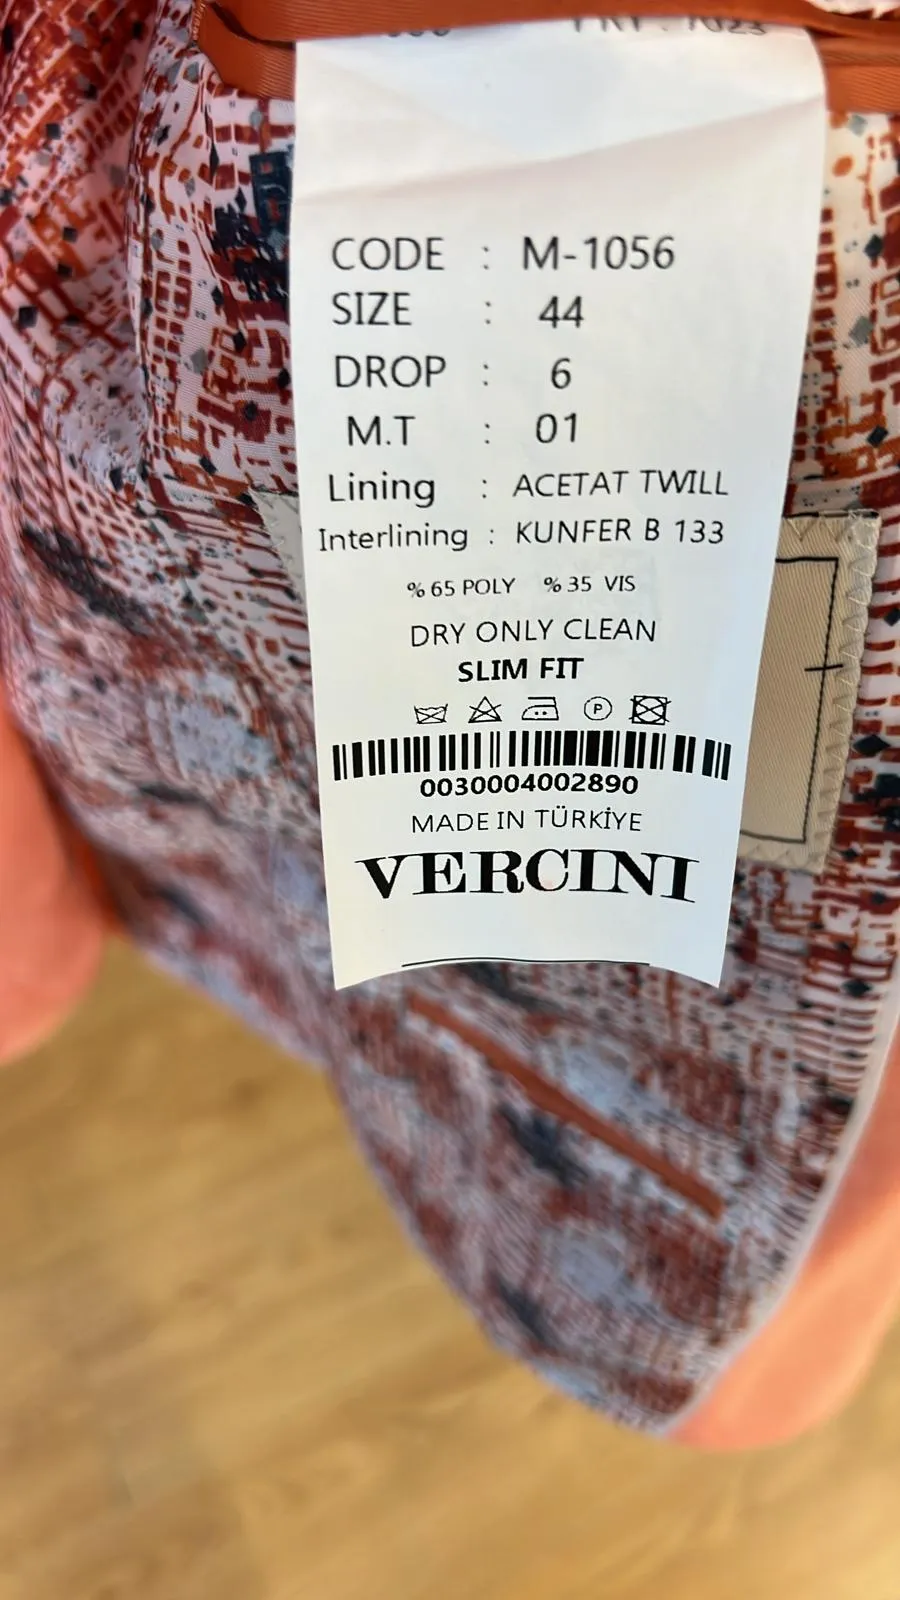 CODE : M-1056
SIZE : 44
DROP : 6
M.T : 01
Lining : ACETAT TWILL
Interlining : KUNFER B 133
% 65 POLY % 35 VIS
DRY ONLY CLEAN
SLIM FIT
P
0030004002890
MADE IN TÜRKİYE
VERCINI